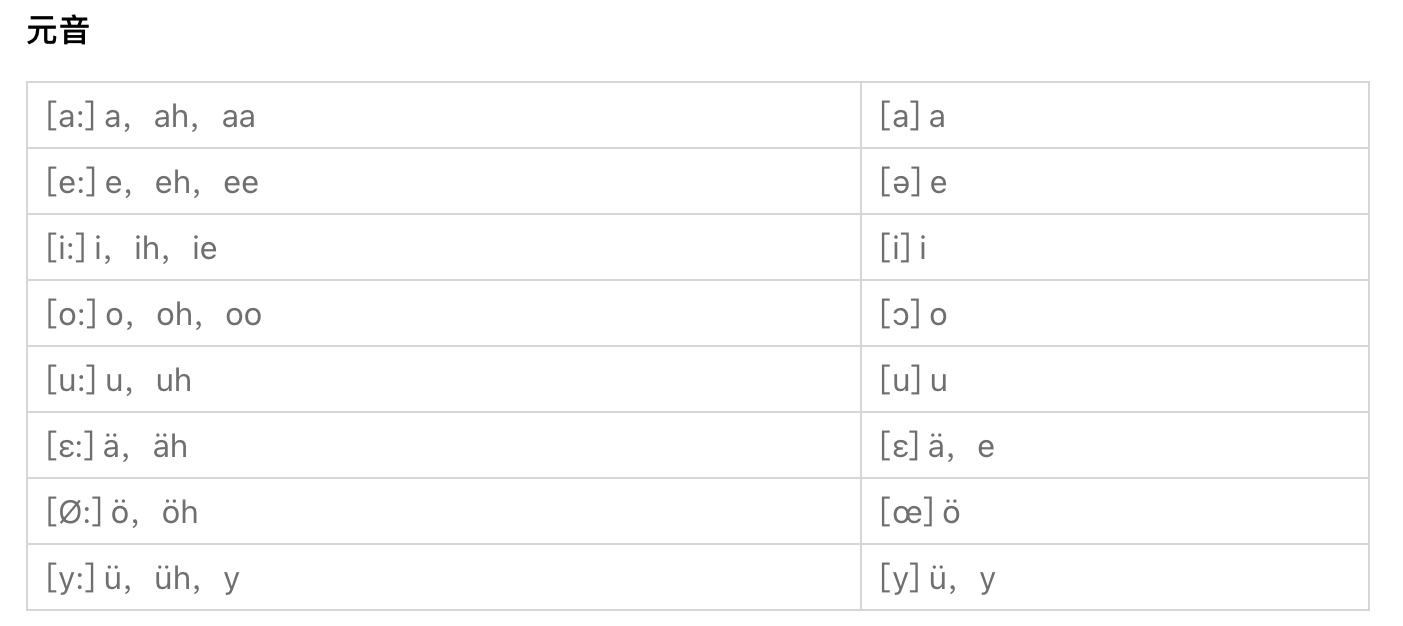 元音
[a:] a， ah， aa [a] a
[e:] e， eh， ee [ə] e
[i:] i， ih， ie [i] i
[o:] o， oh， oo [ɔ] o
[u:] u， uh [u] u
[ɛ:] ä， äh [ɛ] ä， e
[Ø:] ö， öh [œ] ö
[y:] ü， üh， y [y] ü， y